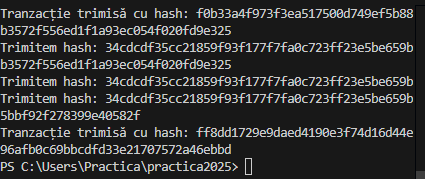 Tranzacție trimisă cu hash: f0b33a4f973f3ea517500d749ef5b88
b3572f556ed1f1a93ec054f020fd9e325
Trimitem hash: 34cdcdf35cc21859f93f177f7fa0c723ff23e5be659b
b3572f556ed1f1a93ec054f020fd9e325
Trimitem hash: 34cdcdf35cc21859f93f177f7fa0c723ff23e5be659b
Trimitem hash: 34cdcdf35cc21859f93f177f7fa0c723ff23e5be659b
5bbf92f278399e40582f
Tranzacție trimisă cu hash: ff8dd1729e9daed4190e3f74d16d44e
96afb0c69bbcdfd33e21707572a46ebbd
PS C:\Users\Practica\practica2025>